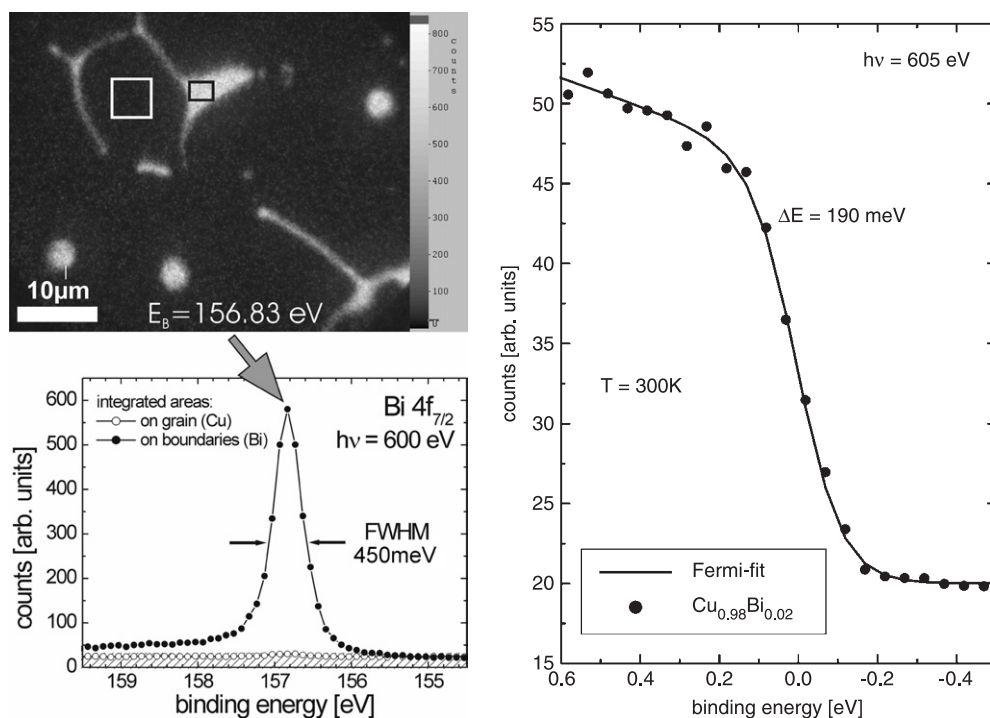 800
700
600
500
400
300
200
100
0
counts
10µm
E_B=156.83 eV
600
500
400
300
200
100
0
counts [arb. units]
integrated areas:
on grain (Cu)
on boundaries (Bi)
Bi 4f_7/2
hν = 600 eV
FWHM
450meV
159 158 157 156 155
binding energy [eV]
55
50
45
40
35
30
25
20
15
counts [arb. units]
hν = 605 eV
ΔE = 190 meV
T = 300K
Fermi-fit
Cu_0.98Bi_0.02
0.6 0.4 0.2 0.0 -0.2 -0.4
binding energy [eV]